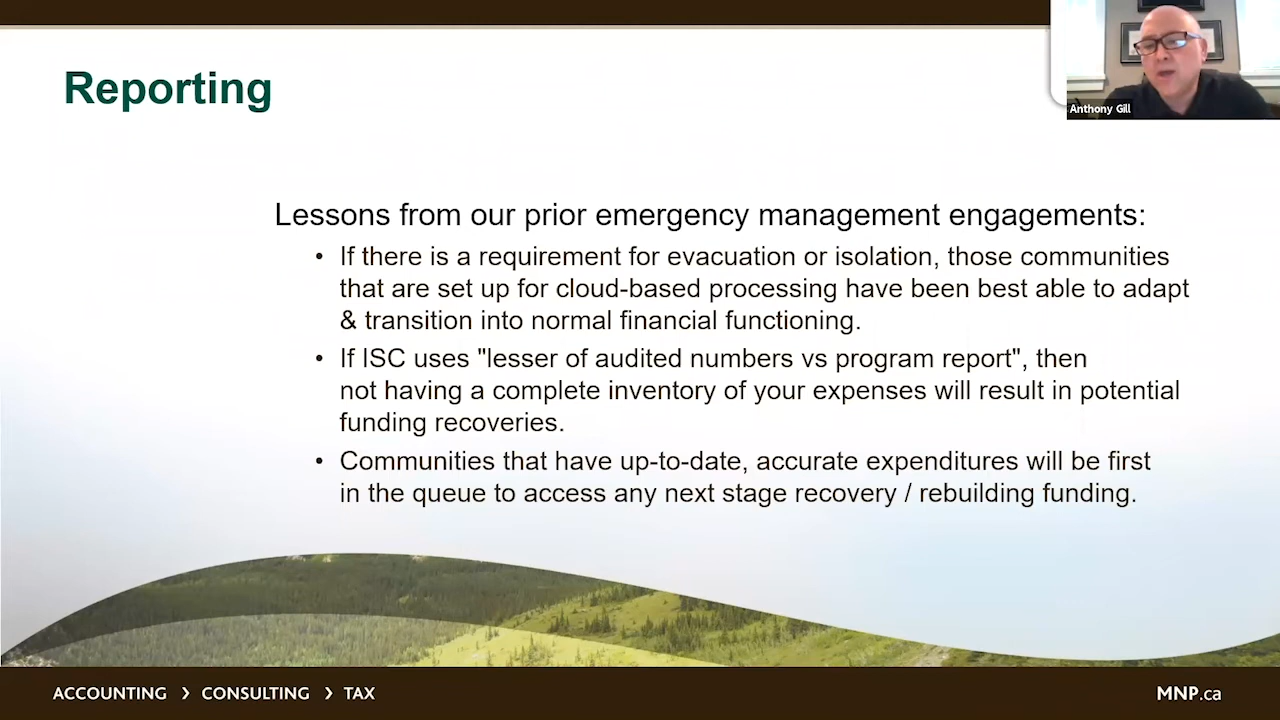 Reporting
Anthony Gill
Lessons from our prior emergency management engagements:
• If there is a requirement for evacuation or isolation, those communities
that are set up for cloud-based processing have been best able to adapt
& transition into normal financial functioning.
• If ISC uses "lesser of audited numbers vs program report", then
not having a complete inventory of your expenses will result in potential
funding recoveries.
• Communities that have up-to-date, accurate expenditures will be first
in the queue to access any next stage recovery / rebuilding funding.
ACCOUNTING › CONSULTING › TAX
MNP.ca